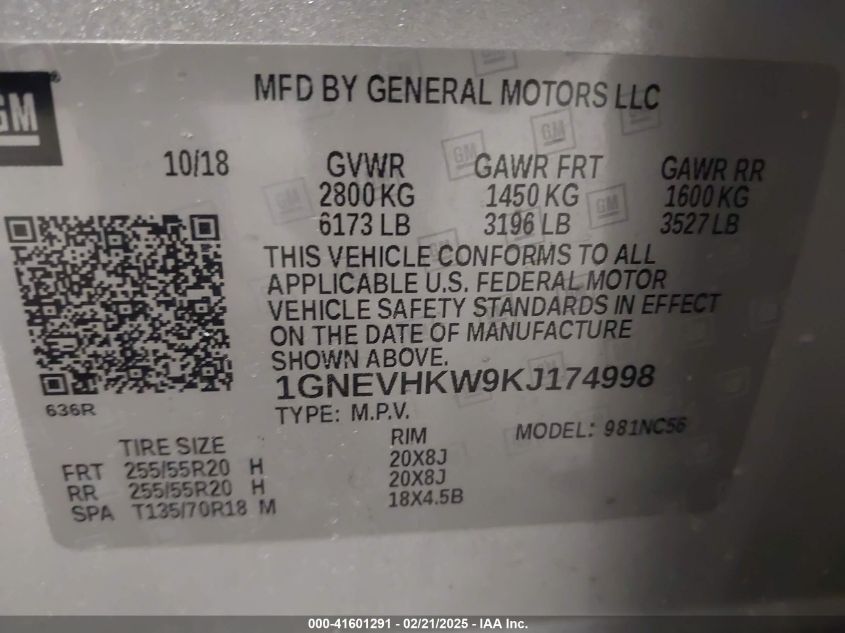 GM
®
MFD BY GENERAL MOTORS LLC
10/18 GVWR GAWR FRT GAWR RR
2800 KG 1450 KG 1600 KG
6173 LB 3196 LB 3527 LB
THIS VEHICLE CONFORMS TO ALL
APPLICABLE U.S. FEDERAL MOTOR
VEHICLE SAFETY STANDARDS IN EFFECT
ON THE DATE OF MANUFACTURE
SHOWN ABOVE.
1GNEVHKW9KJ174998
636R
TYPE: M.P.V.
MODEL: 981NC56
TIRE SIZE RIM
FRT 255/55R20 H 20X8J
RR 255/55R20 H 20X8J
SPA T135/70R18 M 18X4.5B
000-41601291 - 02/21/2025 - IAA Inc.